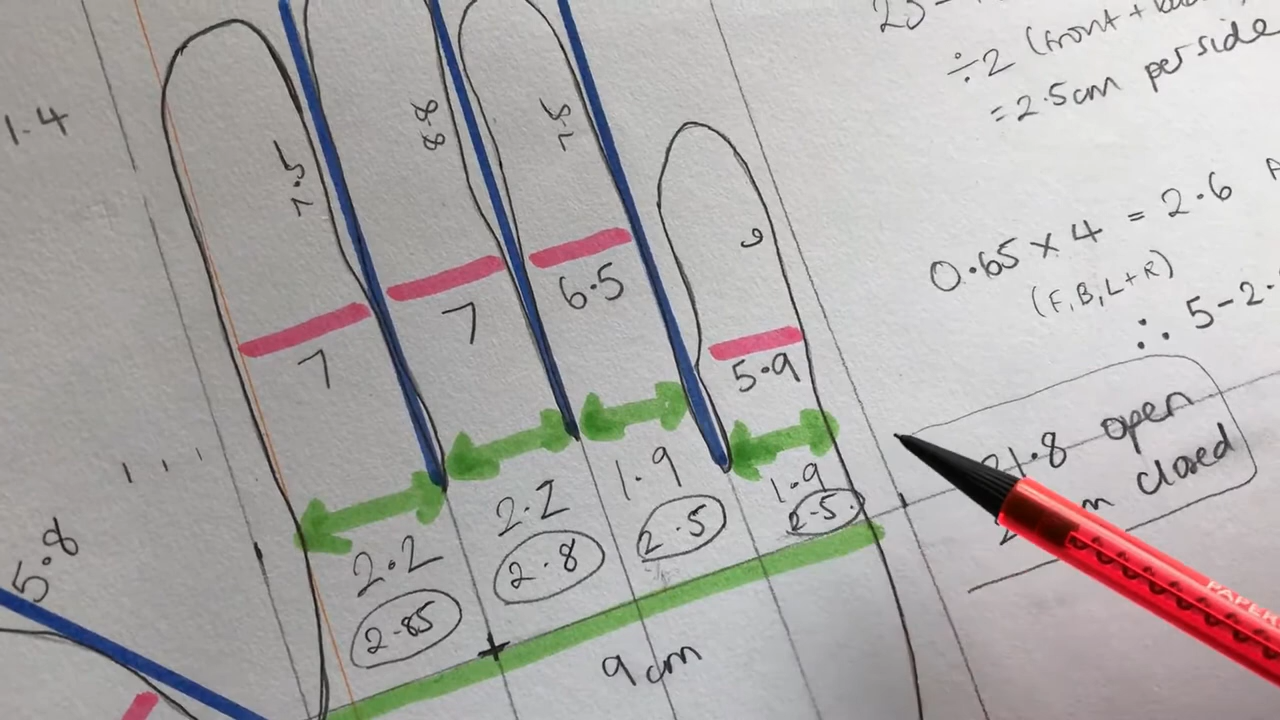 ÷2 (front +
= 2.5cm per side
1.4
7.5
8.8
6
0.65 × 4 = 2.6
(F, B, L + R)
∴ 5-2.
7
7
6.5
5.9
21.8 open
closed
2.2
2.2
1.9
1.9
2.85
2.8
2.5
2.5
5.8
9cm
PAPER